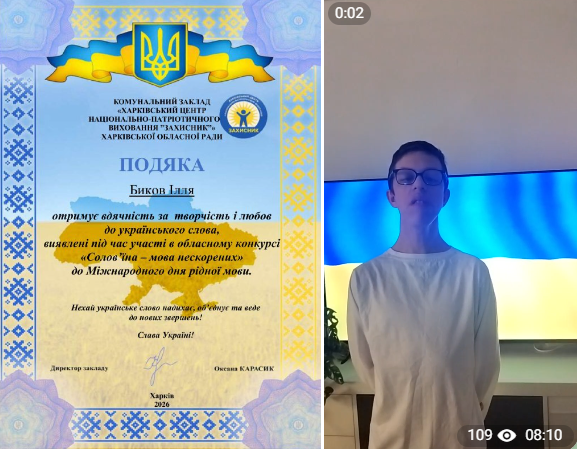 КОМУНАЛЬНИЙ ЗАКЛАД
«ХАРКІВСЬКИЙ ЦЕНТР
НАЦІОНАЛЬНО-ПАТРІОТИЧНОГО
ВИХОВАННЯ "ЗАХИСНИК"»
ХАРКІВСЬКОЇ ОБЛАСНОЇ РАДИ
ЗАХИСНИК
ПОДЯКА
Биков Ілля
отримує вдячність за творчість і любов
до українського слова,
виявлені під час участі в обласному конкурсі
«Солов’їна – мова нескорених»
до Міжнародного дня рідної мови.
Нехай українське слово надихає, об’єднує та веде
до нових звершень!
Слава Україні!
Директор закладу
Оксана КАРАСИК
Харків
2026
0:02
109 08:10